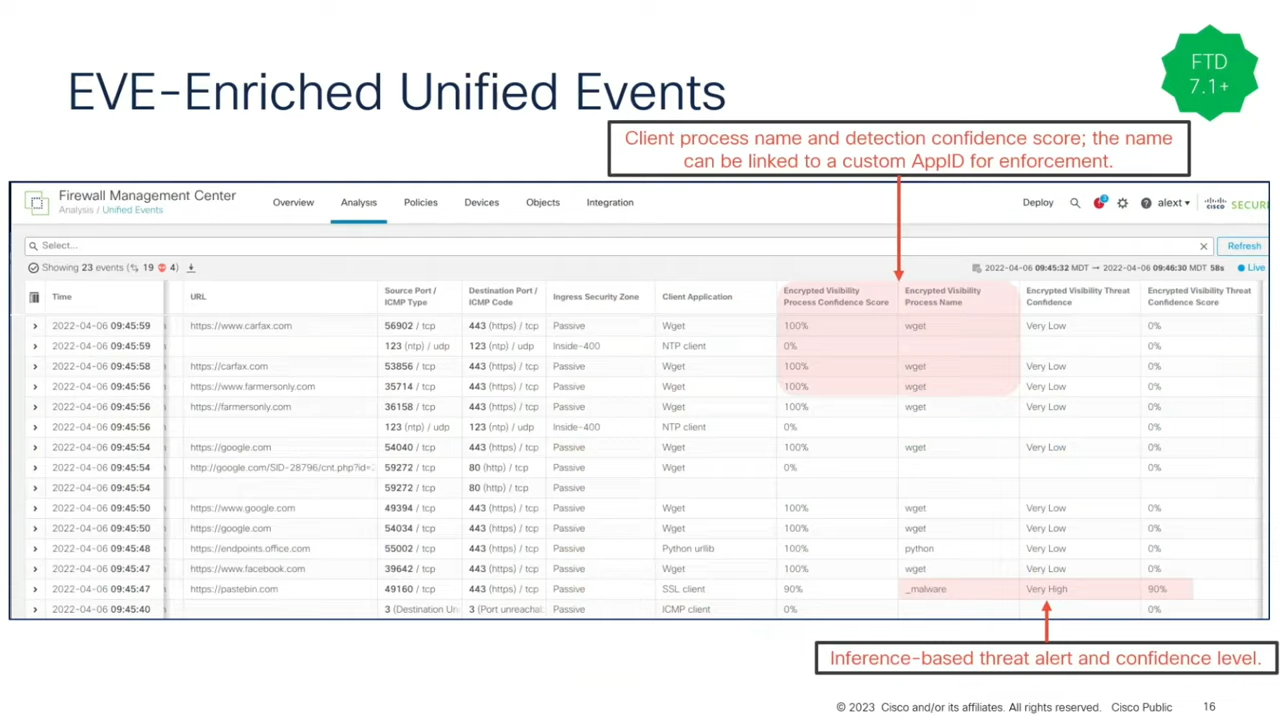 FTD
7.1+
EVE-Enriched Unified Events
Client process name and detection confidence score; the name
can be linked to a custom AppID for enforcement.
Firewall Management Center
Analysis / Unified Events
Overview Analysis Policies Devices Objects Integration
Deploy alext
CISCO SECURE
Select...
Refresh
Showing 23 events ( 19 4)
2022-04-06 09:45:32 MDT → 2022-04-06 09:46:30 MDT 58s Live
Time URL Source Port / ICMP Type Destination Port / ICMP Code Ingress Security Zone Client Application Encrypted Visibility Process Confidence Score Encrypted Visibility Process Name Encrypted Visibility Threat Confidence Encrypted Visibility Threat Confidence Score
2022-04-06 09:45:59 https://www.carfax.com 56902 / tcp 443 (https) / tcp Passive Wget 100% wget Very Low 0%
2022-04-06 09:45:59 123 (ntp) / udp 123 (ntp) / udp Inside-400 NTP client 0% 0%
2022-04-06 09:45:58 https://carfax.com 53856 / tcp 443 (https) / tcp Passive Wget 100% wget Very Low 0%
2022-04-06 09:45:56 https://www.farmersonly.com 35714 / tcp 443 (https) / tcp Passive Wget 100% wget Very Low 0%
2022-04-06 09:45:56 https://farmersonly.com 36158 / tcp 443 (https) / tcp Passive Wget 100% wget Very Low 0%
2022-04-06 09:45:56 123 (ntp) / udp 123 (ntp) / udp Inside-400 NTP client 0% 0%
2022-04-06 09:45:54 https://google.com 54040 / tcp 443 (https) / tcp Passive Wget 100% wget Very Low 0%
2022-04-06 09:45:54 http://google.com/SID-28796/cnt.php?id= 59272 / tcp 80 (http) / tcp Passive Wget 0% 0%
2022-04-06 09:45:54 59272 / tcp 80 (http) / tcp Passive
2022-04-06 09:45:50 https://www.google.com 49394 / tcp 443 (https) / tcp Passive Wget 100% wget Very Low 0%
2022-04-06 09:45:50 https://google.com 54034 / tcp 443 (https) / tcp Passive Wget 100% wget Very Low 0%
2022-04-06 09:45:48 https://endpoints.office.com 55002 / tcp 443 (https) / tcp Passive Python urllib 100% python Very Low 0%
2022-04-06 09:45:47 https://www.facebook.com 39642 / tcp 443 (https) / tcp Passive Wget 100% wget Very Low 0%
2022-04-06 09:45:47 https://pastebin.com 49160 / tcp 443 (https) / tcp Passive SSL client 90% _malware Very High 90%
2022-04-06 09:45:40 3 (Destination Un 3 (Port unreachal Passive ICMP client 0% 0%
Inference-based threat alert and confidence level.
© 2023 Cisco and/or its affiliates. All rights reserved. Cisco Public 16